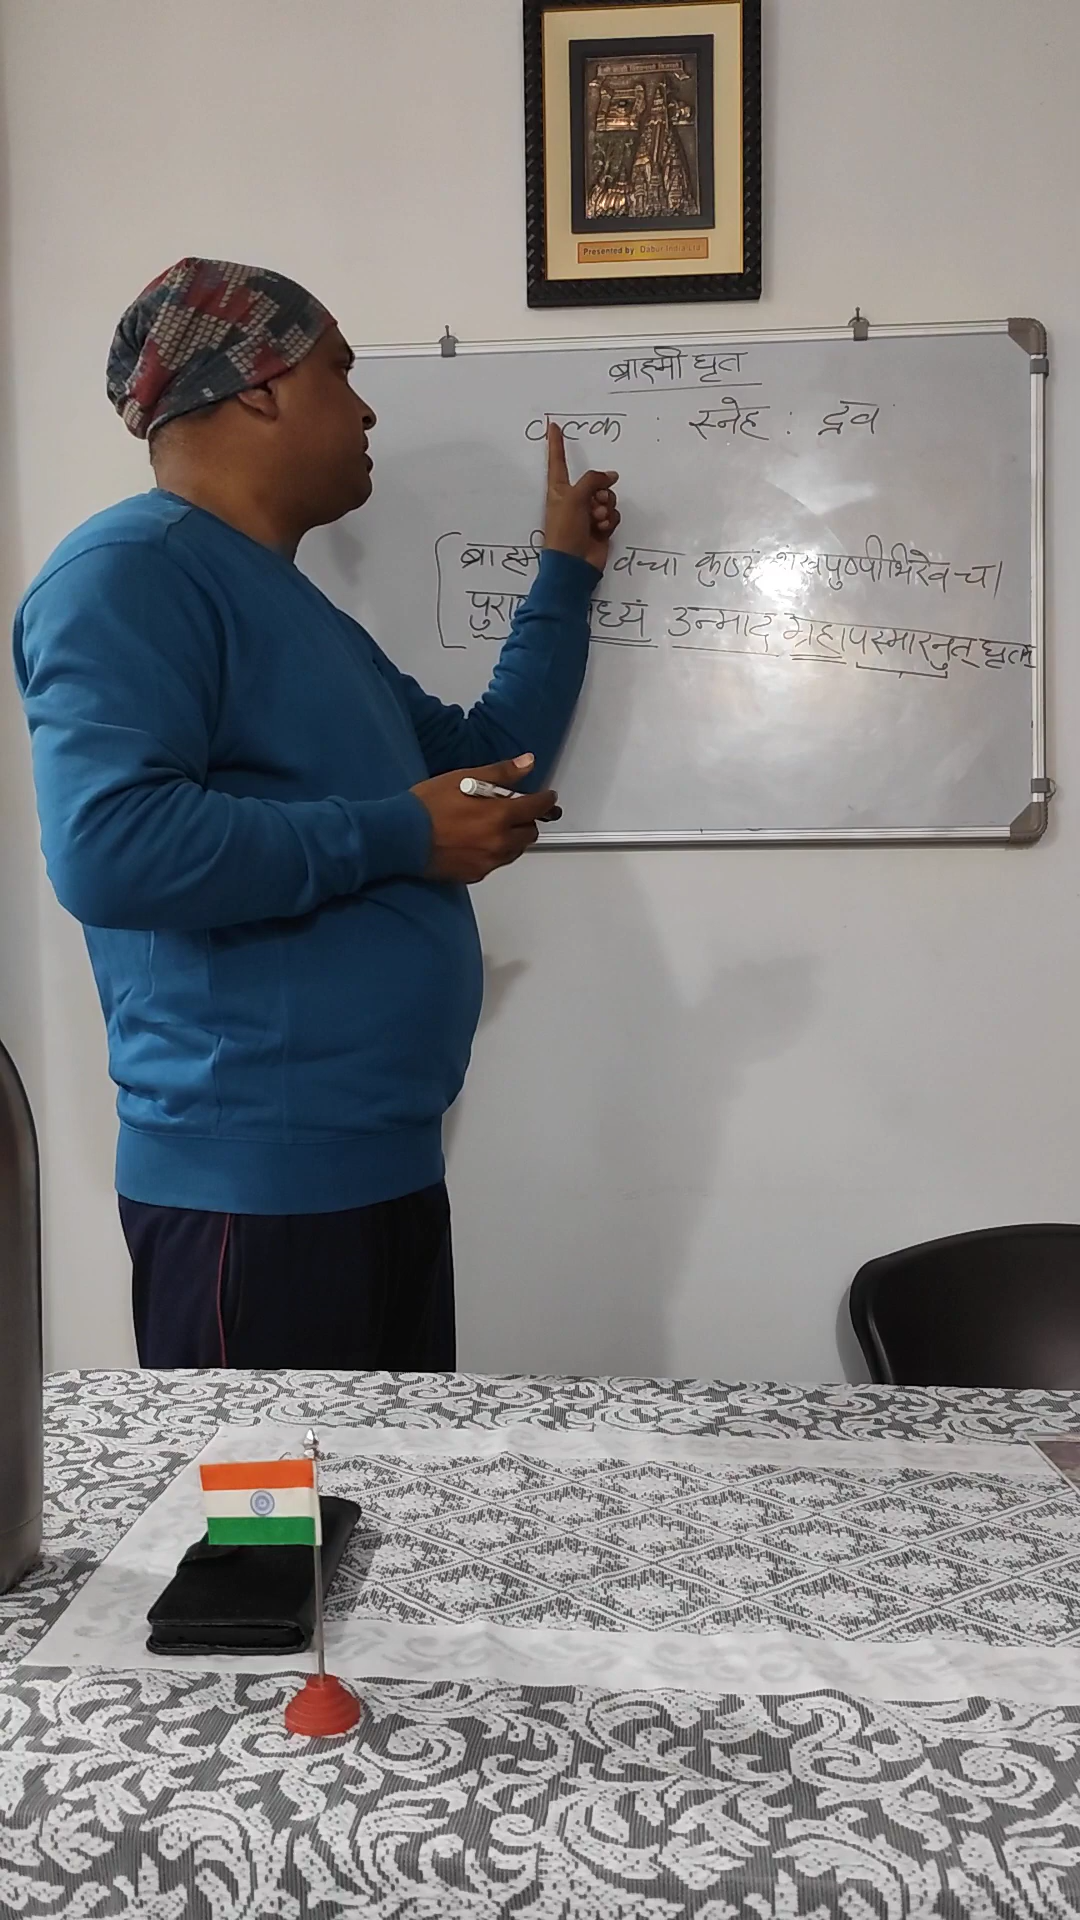 Presented by: Dabur India Ltd
ब्राह्मी घृत
कल्क : स्नेह : द्रव
वचा कुष्ठ शंखपुष्पीभिरेव च।
उन्माद ग्रहापस्मारनुत् घृतम्